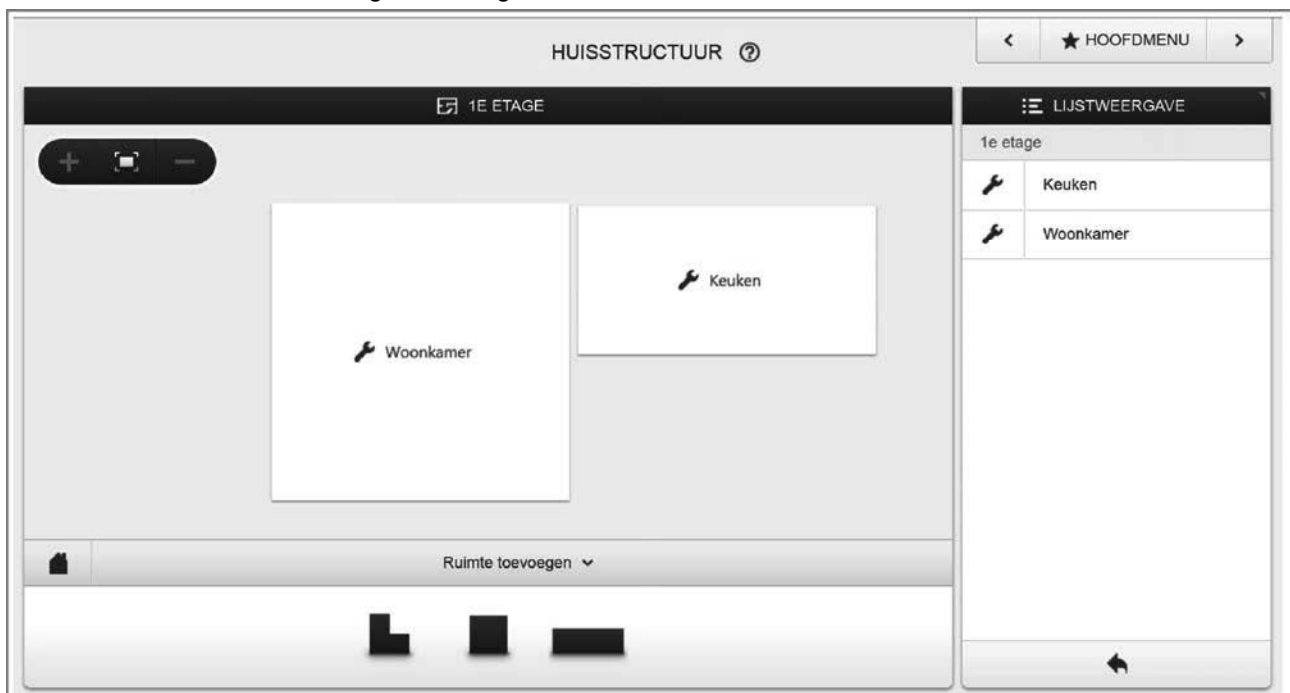 HUISSTRUCTUUR ?
< ★ HOOFDMENU >
1E ETAGE
LIJSTWEERGAVE
1e etage
Keuken
Woonkamer
Keuken
Woonkamer
Ruimte toevoegen